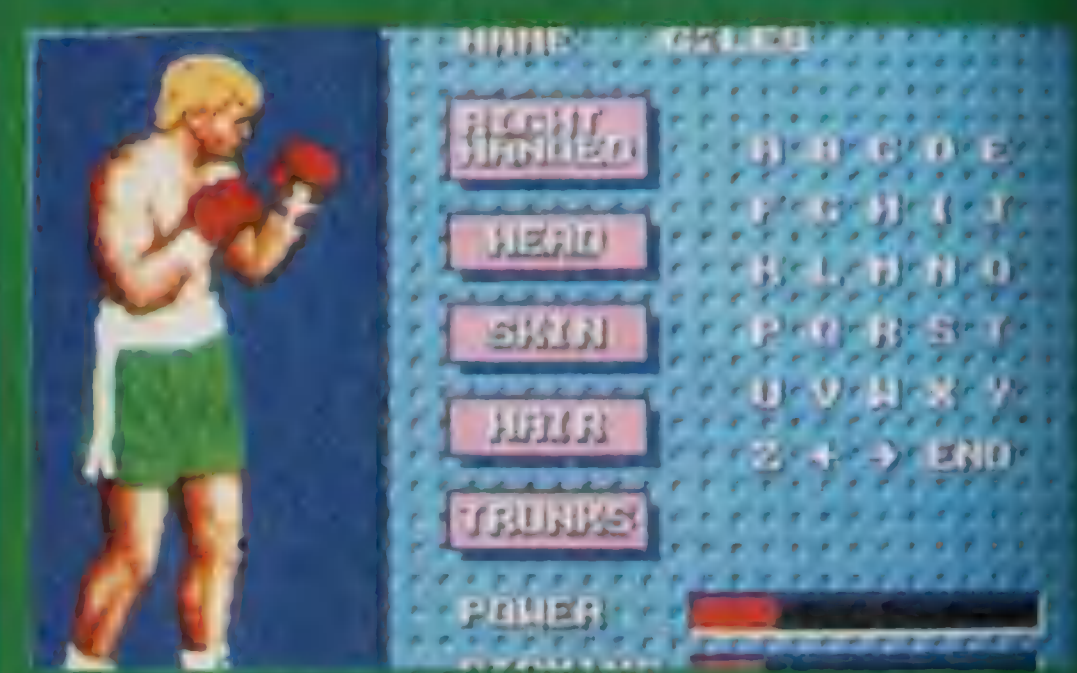 NAME
RIGHT
HANDED
A B C D E
F G H I J
HEAD
K L M N O
SKIN
P Q R S T
U V W X Y
HAIR
Z ← → END
TRUNKS
POWER